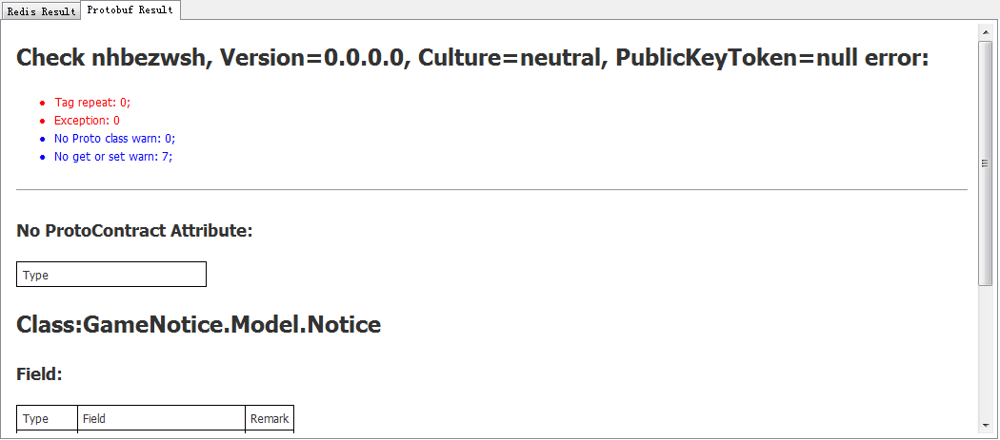 Redis Result Protobuf Result
Check nhbezwsh, Version=0.0.0.0, Culture=neutral, PublicKeyToken=null error:
Tag repeat: 0;
Exception: 0
No Proto class warn: 0;
No get or set warn: 7;
No ProtoContract Attribute:
Type
Class:GameNotice.Model.Notice
Field:
Type Field Remark